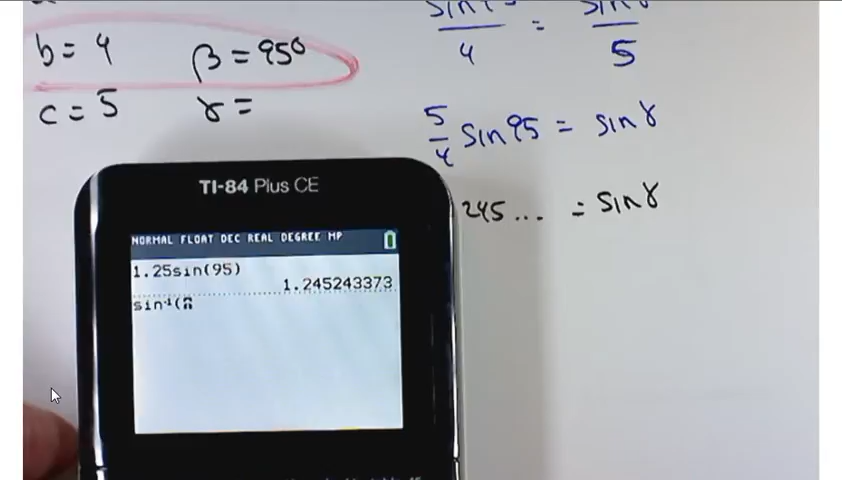 b = 4 β = 95°
c = 5 γ =
4 = 5
5/4 sin 95 = sin γ
245... = sin γ
TI-84 Plus CE
NORMAL FLOAT DEC REAL DEGREE MP
1.25sin(95)
1.245243373
sin⁻¹(